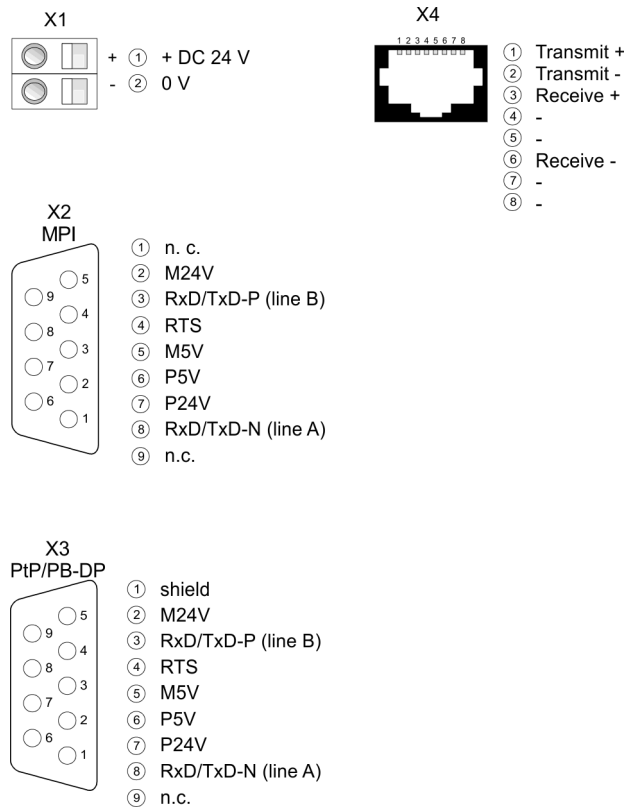 X1
+ 1 + DC 24 V
- 2 0 V
X4
1 2 3 4 5 6 7 8
1 Transmit +
2 Transmit -
3 Receive +
4 -
5 -
6 Receive -
7 -
8 -
X2
MPI
5
9
4
8
3
7
2
6
1
1 n. c.
2 M24V
3 RxD/TxD-P (line B)
4 RTS
5 M5V
6 P5V
7 P24V
8 RxD/TxD-N (line A)
9 n.c.
X3
PtP/PB-DP
5
9
4
8
3
7
2
6
1
1 shield
2 M24V
3 RxD/TxD-P (line B)
4 RTS
5 M5V
6 P5V
7 P24V
8 RxD/TxD-N (line A)
9 n.c.